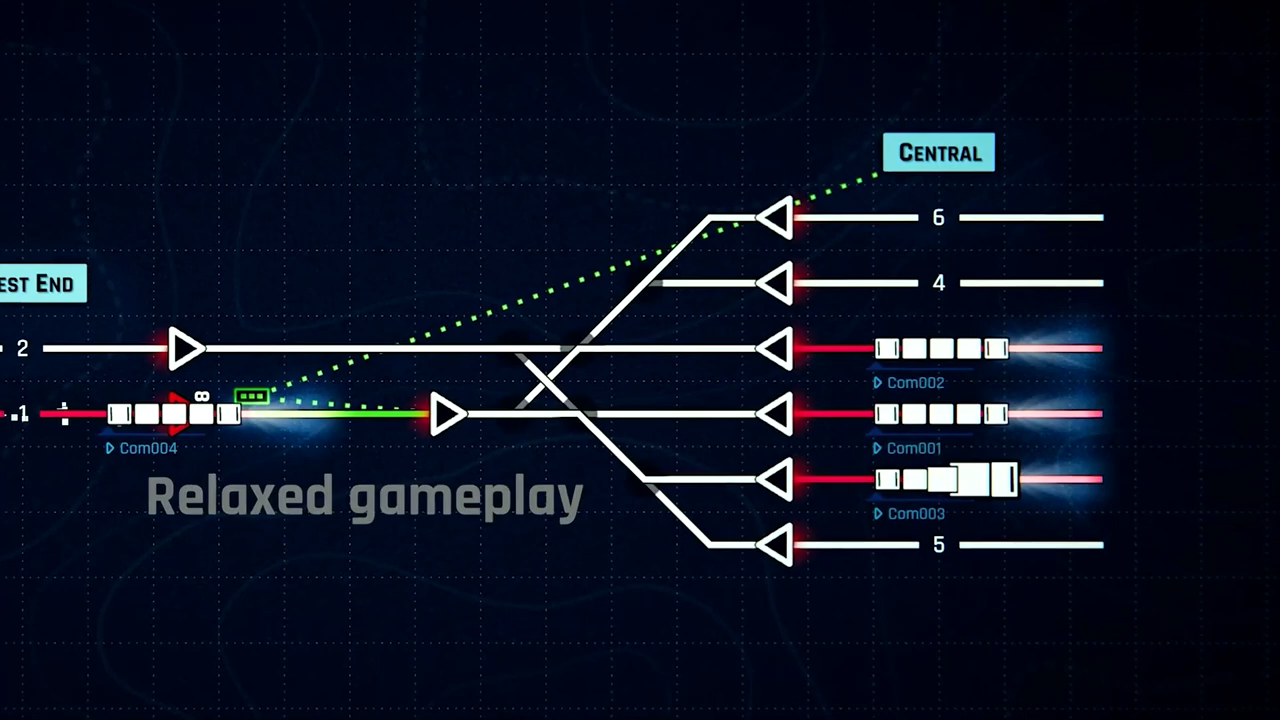 CENTRAL
6
EST END
4
2
Com002
8
1
Com004
Com001
Relaxed gameplay
Com003
5